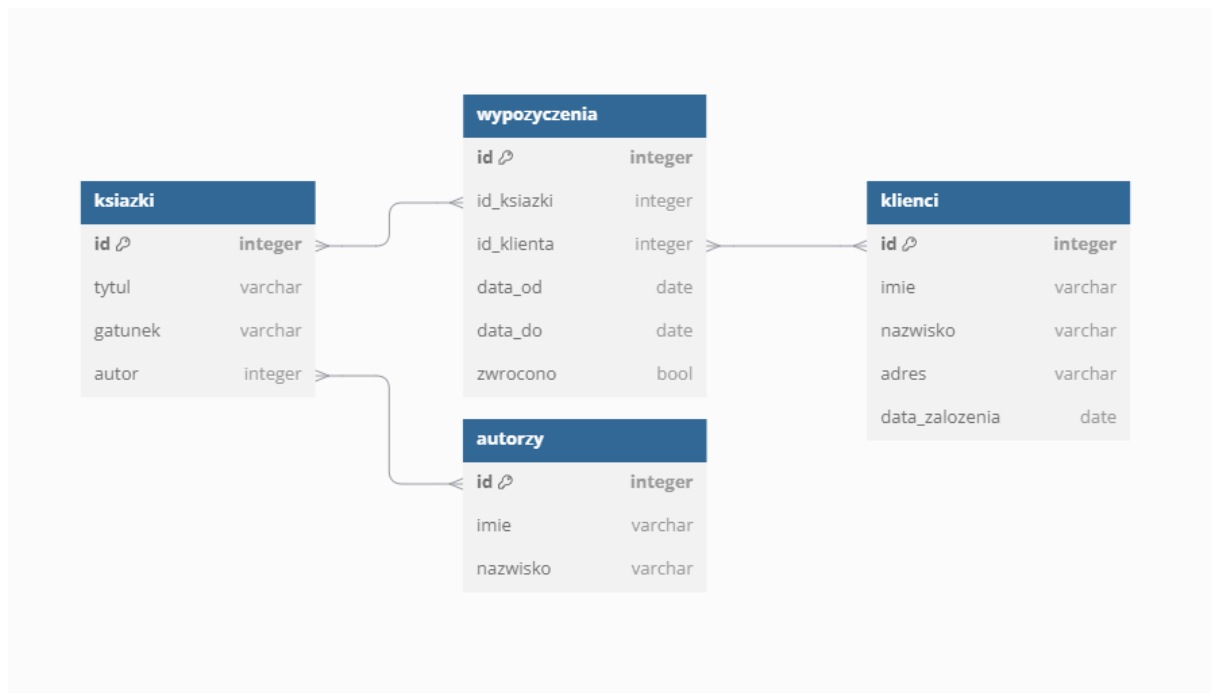 ksiazki
id integer
tytul varchar
gatunek varchar
autor integer
wypozyczenia
id integer
id_ksiazki integer
id_klienta integer
data_od date
data_do date
zwrocono bool
autorzy
id integer
imie varchar
nazwisko varchar
klienci
id integer
imie varchar
nazwisko varchar
adres varchar
data_zalozenia date